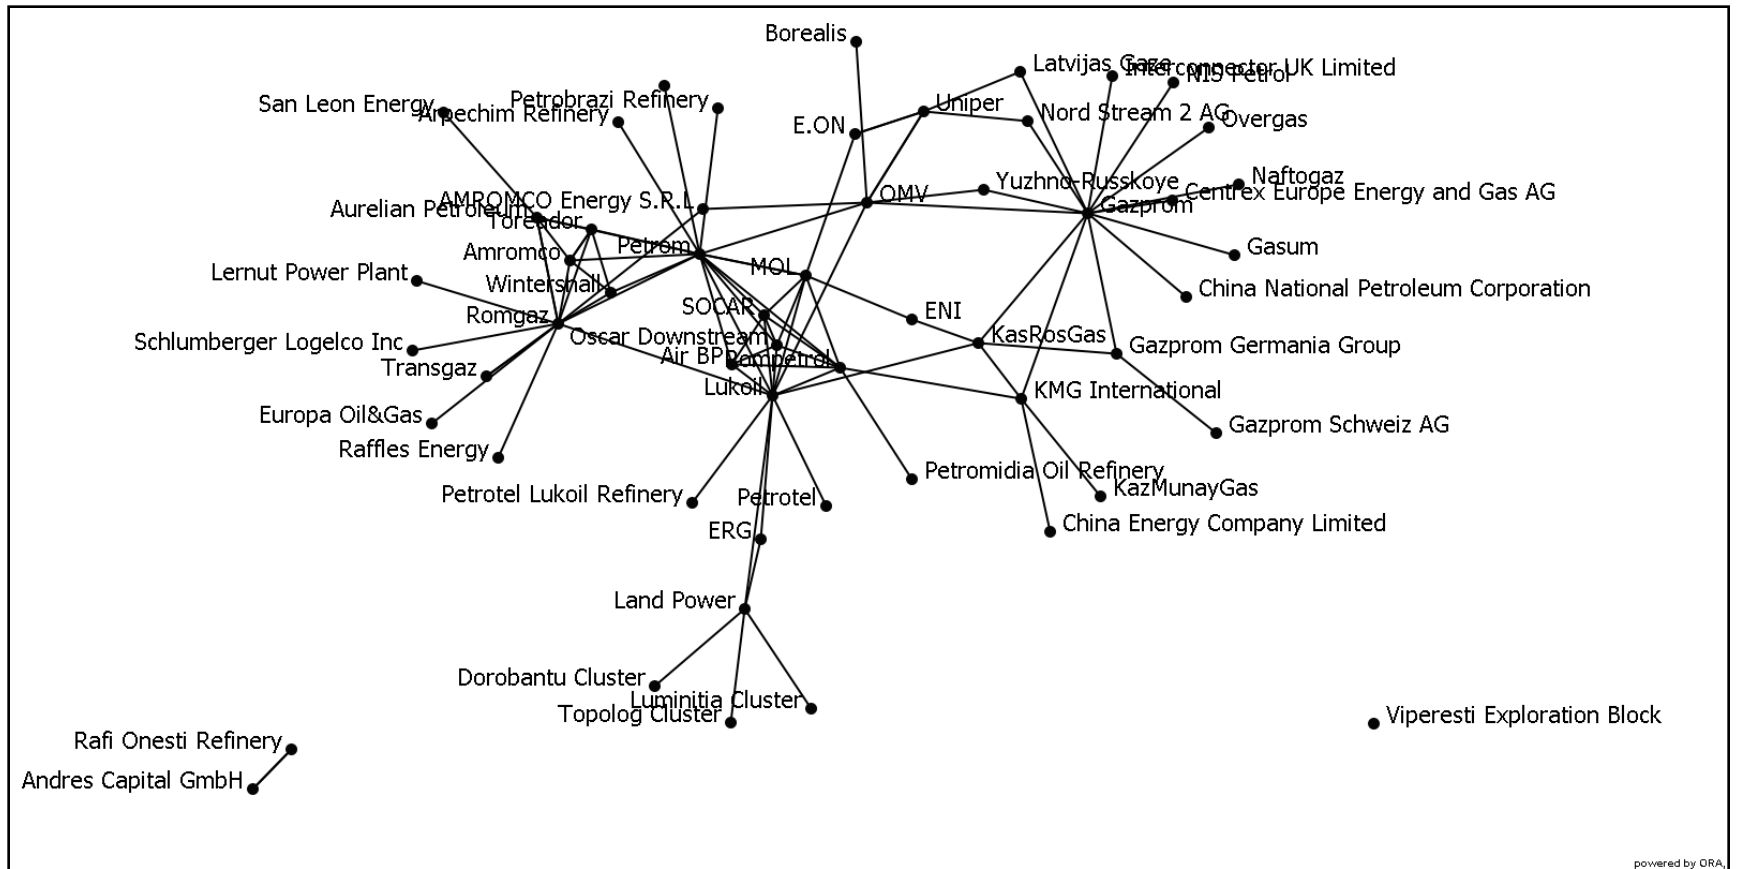 Borealis
Latvijas Gaze
Interconnector UK Limited
NIS Petrol
San Leon Energy
Petrobrazi Refinery
Arpechim Refinery
Uniper
E.ON
Nord Stream 2 AG
Overgas
Naftogaz
Yuzhno-Russkoye
Centrex Europe Energy and Gas AG
AMROMCO Energy S.R.L.
OMV
Aurelian Petroleum
Gazprom
Toreador
Petrom
Gasum
Amromco
MOL
Lernut Power Plant
Wintershall
China National Petroleum Corporation
SOCAR
ENI
Romgaz
Oscar Downstream
KasRosGas
Schlumberger Logelco Inc
Air BP
Rompetrol
Gazprom Germania Group
Transgaz
Lukoil
KMG International
Europa Oil&Gas
Gazprom Schweiz AG
Raffles Energy
Petromidia Oil Refinery
KazMunayGas
Petrotel Lukoil Refinery
Petrotel
China Energy Company Limited
ERG
Land Power
Dorobantu Cluster
Luminitia Cluster
Topolog Cluster
Viperesti Exploration Block
Rafi Onesti Refinery
Andres Capital GmbH
powered by ORA,